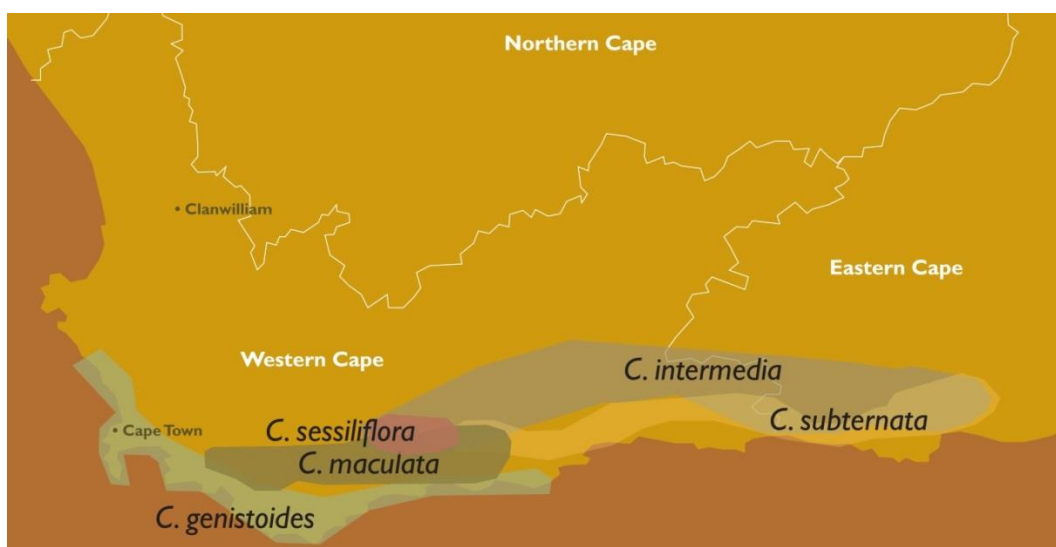 Northern Cape
• Clanwilliam
Eastern Cape
Western Cape
C. intermedia
C. subternata
• Cape Town
C. sessiliflora
C. maculata
C. genistoides